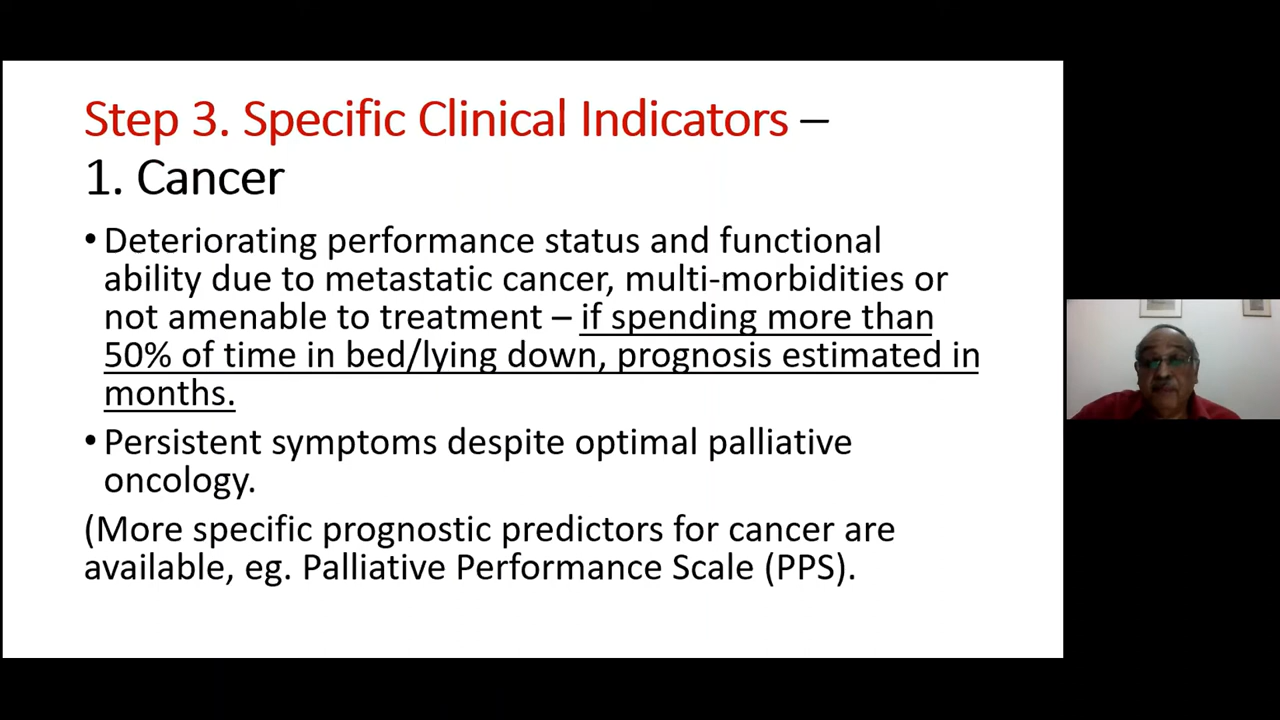 Step 3. Specific Clinical Indicators –
1. Cancer
• Deteriorating performance status and functional
ability due to metastatic cancer, multi-morbidities or
not amenable to treatment – if spending more than
50% of time in bed/lying down, prognosis estimated in
months.
• Persistent symptoms despite optimal palliative
oncology.
(More specific prognostic predictors for cancer are
available, eg. Palliative Performance Scale (PPS).